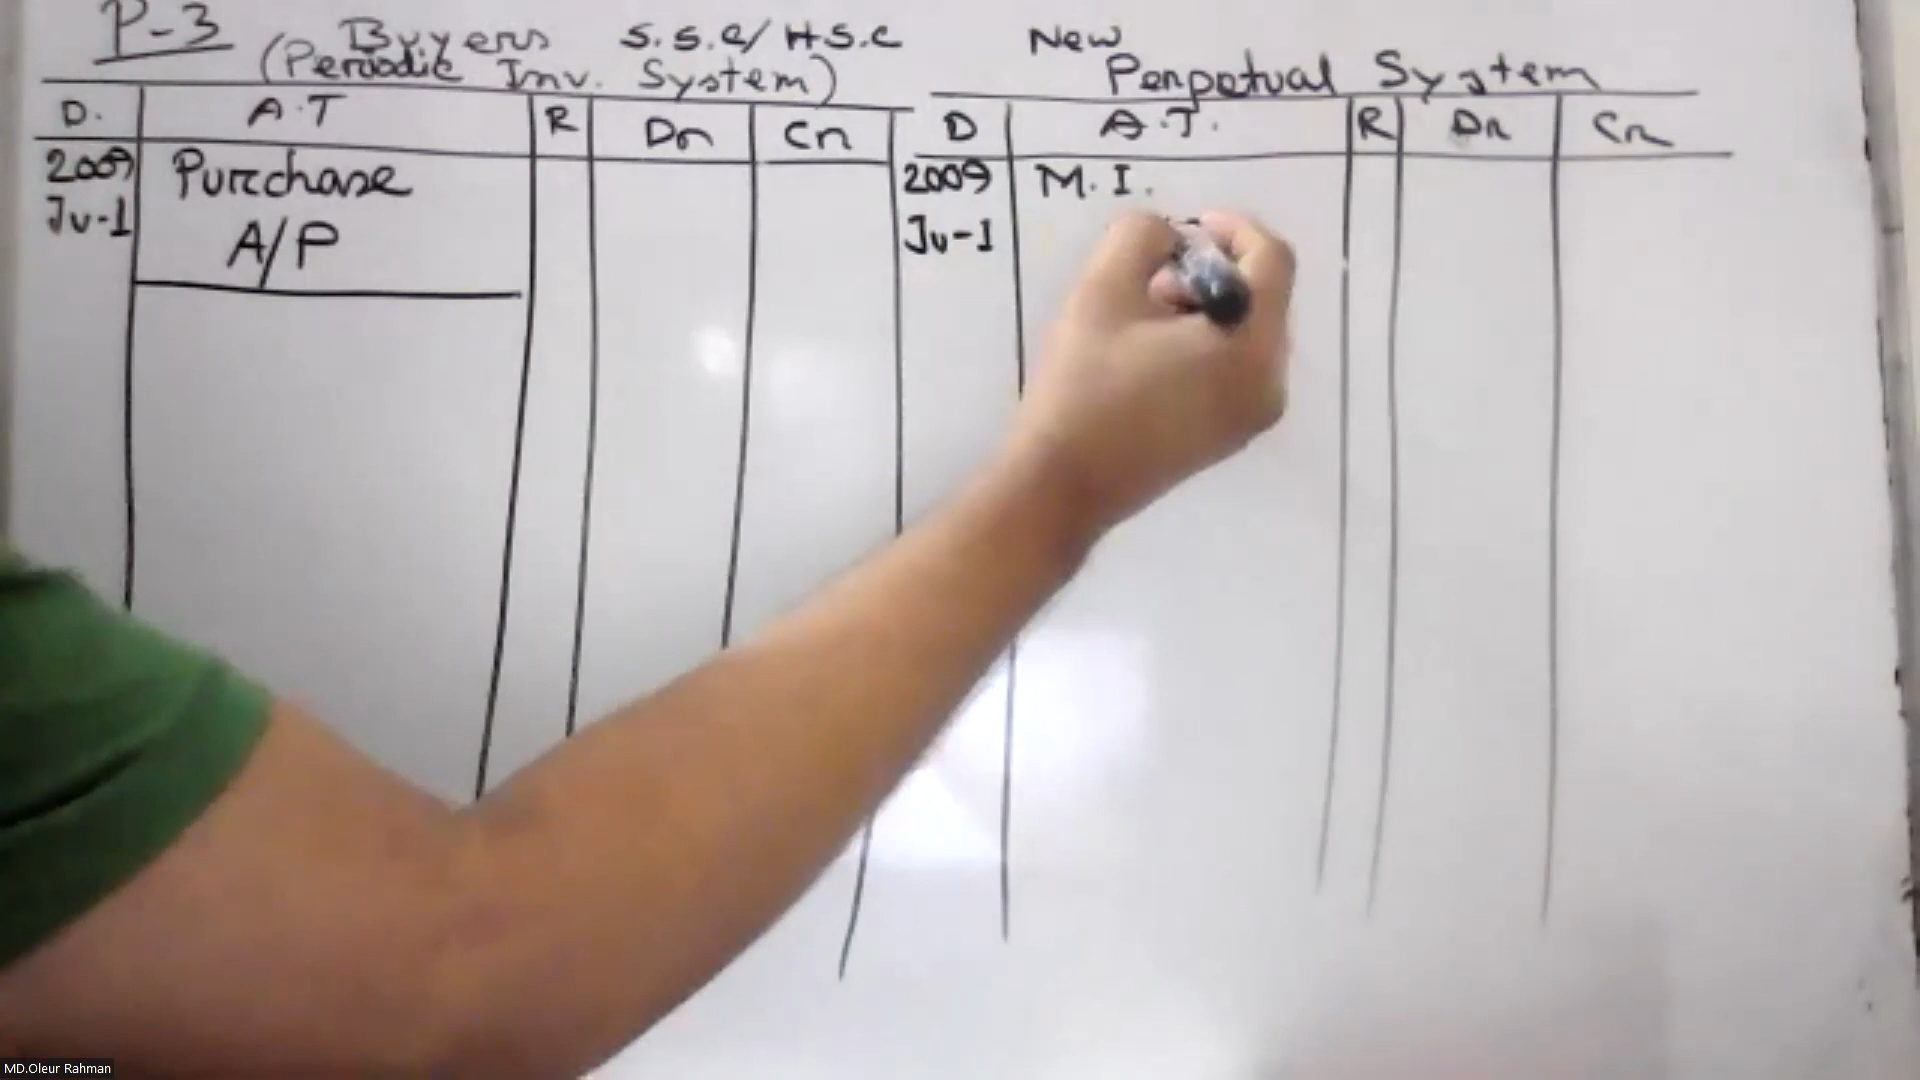 P-3
Buyers S.S.C/H.S.C
(Periodic Inv. System)
D. A.T R Dr Cr
2009 Purchase
Ju-1 A/P
New
Perpetual System
D A.T. R Dr Cr
2009 M.I.
Ju-1
MD.Oleur Rahman